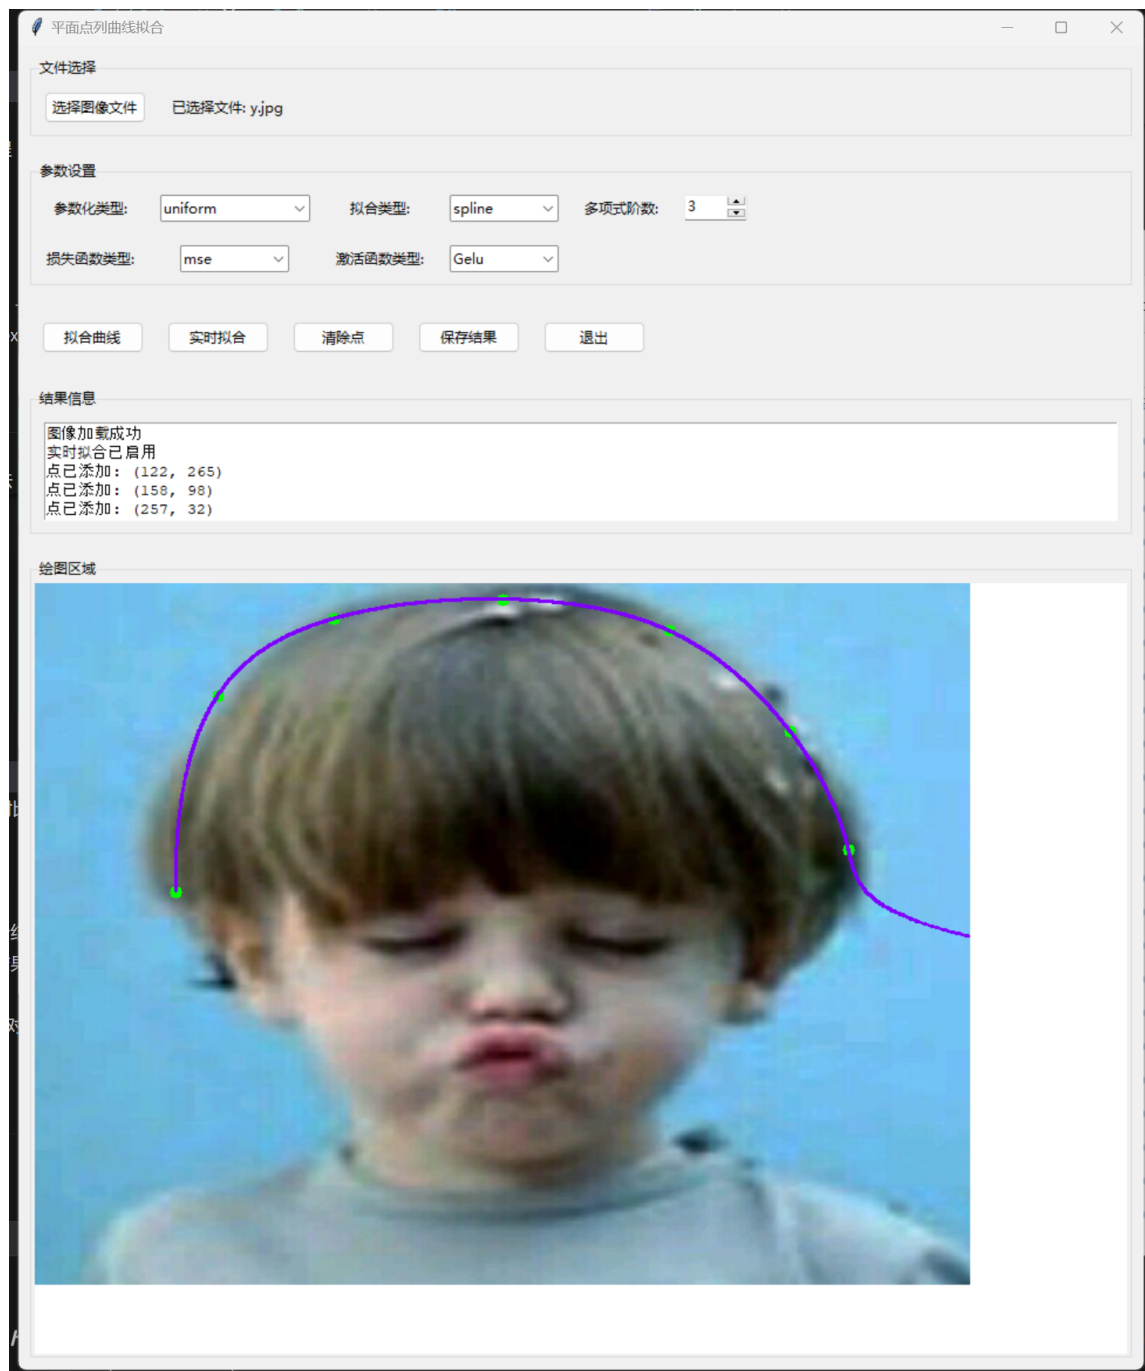 平面点列曲线拟合
文件选择
选择图像文件 已选择文件: y.jpg
参数设置
参数化类型: uniform 拟合类型: spline 多项式阶数: 3
损失函数类型: mse 激活函数类型: Gelu
拟合曲线 实时拟合 清除点 保存结果 退出
结果信息
图像加载成功
实时拟合已启用
点已添加: (122, 265)
点已添加: (158, 98)
点已添加: (257, 32)
绘图区域